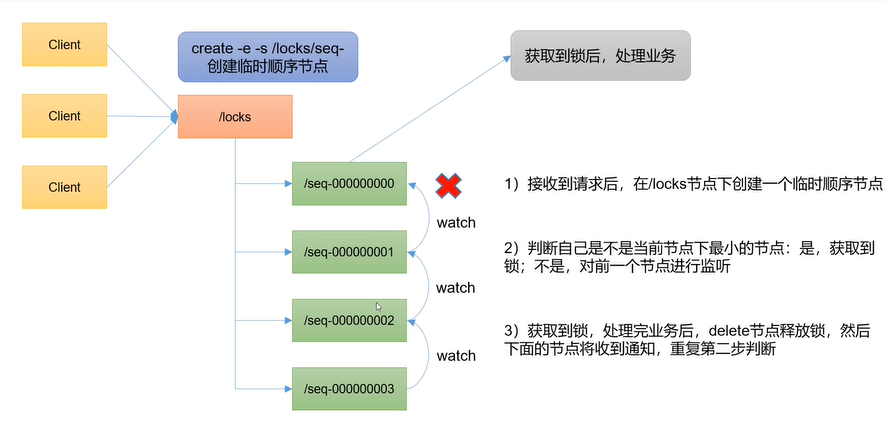 Client
Client
Client
create -e -s /locks/seq-
创建临时顺序节点
/locks
获取到锁后，处理业务
/seq-000000000
/seq-000000001
/seq-000000002
/seq-000000003
watch
watch
watch
1）接收到请求后，在/locks节点下创建一个临时顺序节点
2）判断自己是不是当前节点下最小的节点：是，获取到
锁；不是，对前一个节点进行监听
3）获取到锁，处理完业务后，delete节点释放锁，然后
下面的节点将收到通知，重复第二步判断